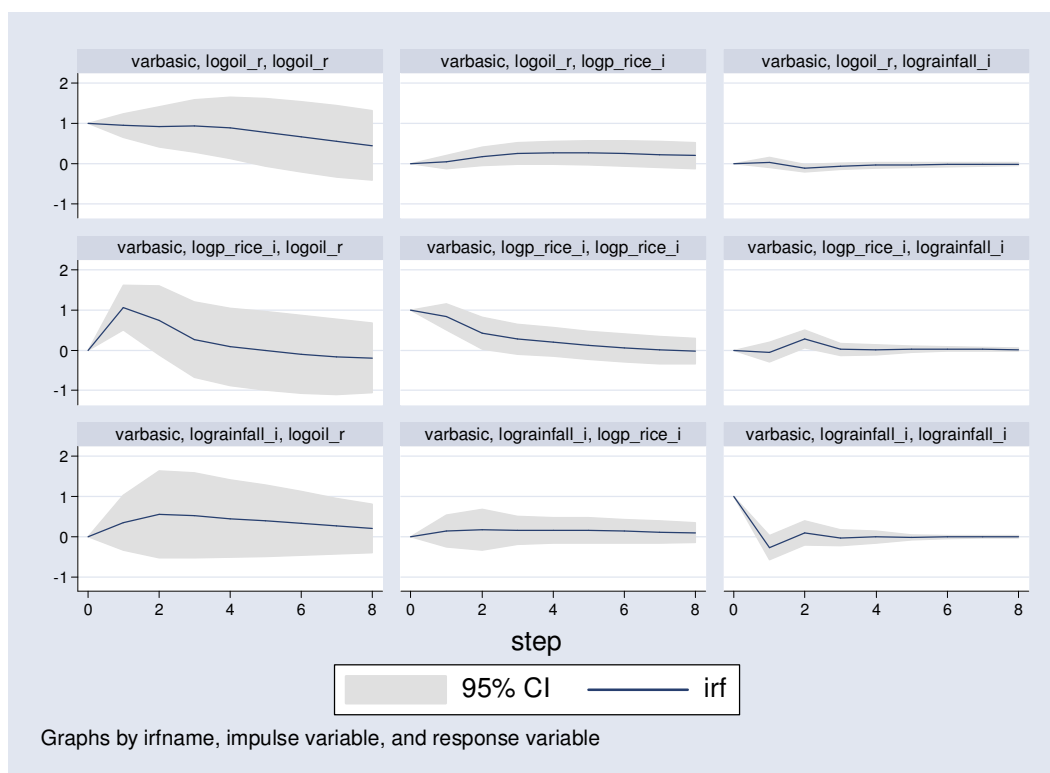 varbasic, logoil_r, logoil_r
varbasic, logoil_r, logp_rice_i
varbasic, logoil_r, lograinfall_i
2
1
0
-1
varbasic, logp_rice_i, logoil_r
varbasic, logp_rice_i, logp_rice_i
varbasic, logp_rice_i, lograinfall_i
2
1
0
-1
varbasic, lograinfall_i, logoil_r
varbasic, lograinfall_i, logp_rice_i
varbasic, lograinfall_i, lograinfall_i
2
1
0
-1
0 2 4 6 8
0 2 4 6 8
0 2 4 6 8
step
95% CI irf
Graphs by irfname, impulse variable, and response variable